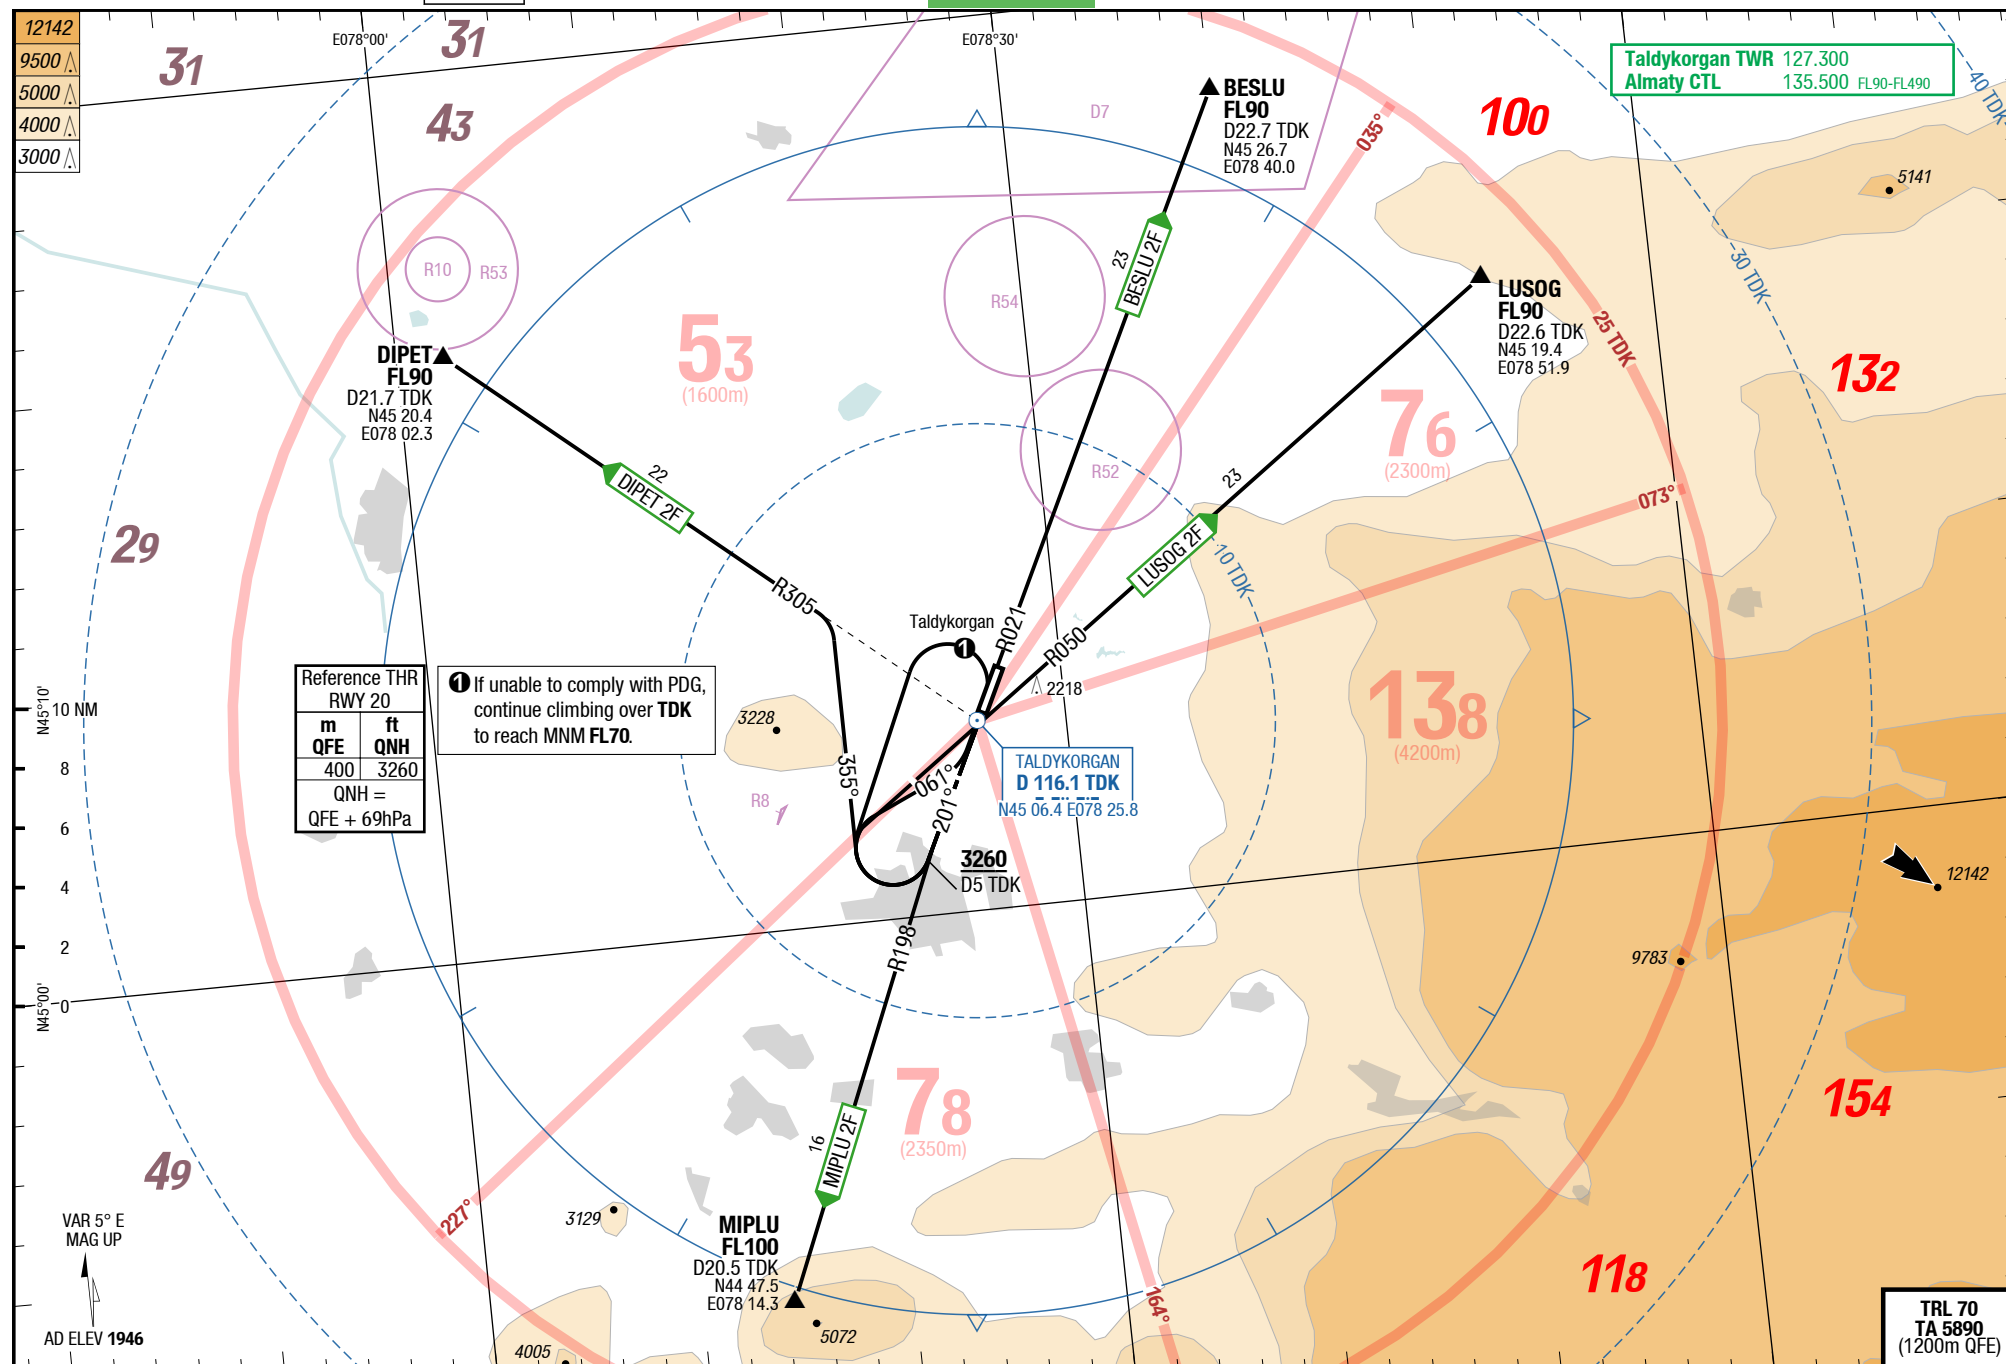 12142
9500
5000
4000
3000
31
31
43
E078°00'
E078°30'
D7
BESLU
FL90
D22.7 TDK
N45 26.7
E078 40.0
035°
100
Taldykorgan TWR 127.300
Almaty CTL 135.500 FL90-FL490
40 TDK
5141
R10
R53
R54
23
BESLU 2F
30 TDK
LUSOG
FL90
D22.6 TDK
N45 19.4
E078 51.9
25 TDK
132
DIPET
FL90
D21.7 TDK
N45 20.4
E078 02.3
53
(1600m)
76
(2300m)
R52
22
DIPET 2F
23
LUSOG 2F
10 TDK
073°
29
R305
Taldykorgan
1
R021
R050
2218
Reference THR
RWY 20
m ft
QFE QNH
400 3260
QNH =
QFE + 69hPa
1 If unable to comply with PDG,
continue climbing over TDK
to reach MNM FL70.
3228
R8
355°
061°
201°
TALDYKORGAN
D 116.1 TDK
N45 06.4 E078 25.8
138
(4200m)
N45°10'
10 NM
8
6
4
2
0
N45°00'
3260
D5 TDK
R198
12142
9783
78
(2350m)
154
49
16
MIPLU 2F
227°
3129
MIPLU
FL100
D20.5 TDK
N44 47.5
E078 14.3
5072
4005
164°
118
VAR 5° E
MAG UP
AD ELEV 1946
TRL 70
TA 5890
(1200m QFE)